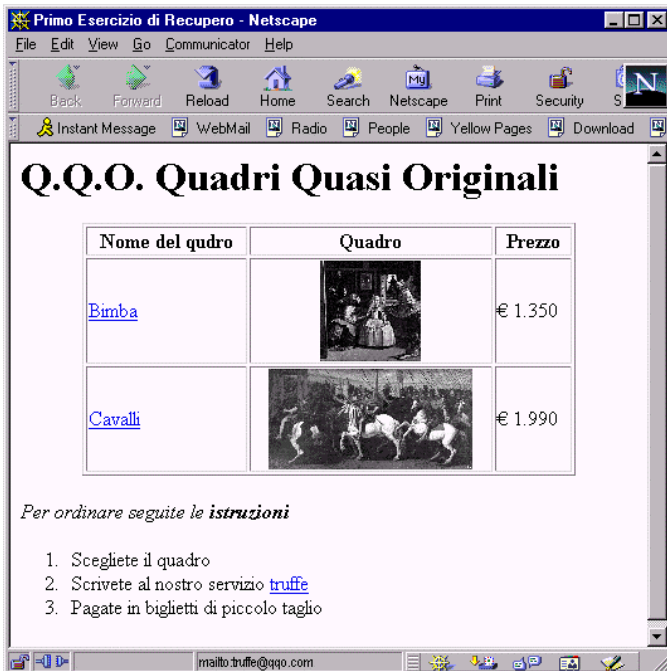 Primo Esercizio di Recupero - Netscape
File Edit View Go Communicator Help
Back Forward Reload Home Search Netscape Print Security S
Instant Message WebMail Radio People Yellow Pages Download
Q.Q.O. Quadri Quasi Originali
Nome del qudro Quadro Prezzo
Bimba € 1.350
Cavalli € 1.990
Per ordinare seguite le istruzioni
1. Scegliete il quadro
2. Scrivete al nostro servizio truffe
3. Pagate in biglietti di piccolo taglio
mailto:truffe@qqo.com